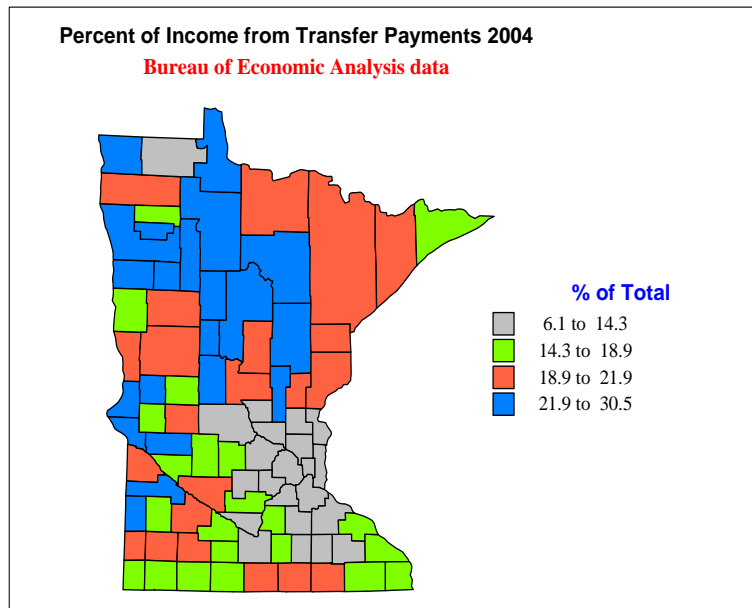 Percent of Income from Transfer Payments 2004
Bureau of Economic Analysis data
% of Total
6.1 to 14.3
14.3 to 18.9
18.9 to 21.9
21.9 to 30.5